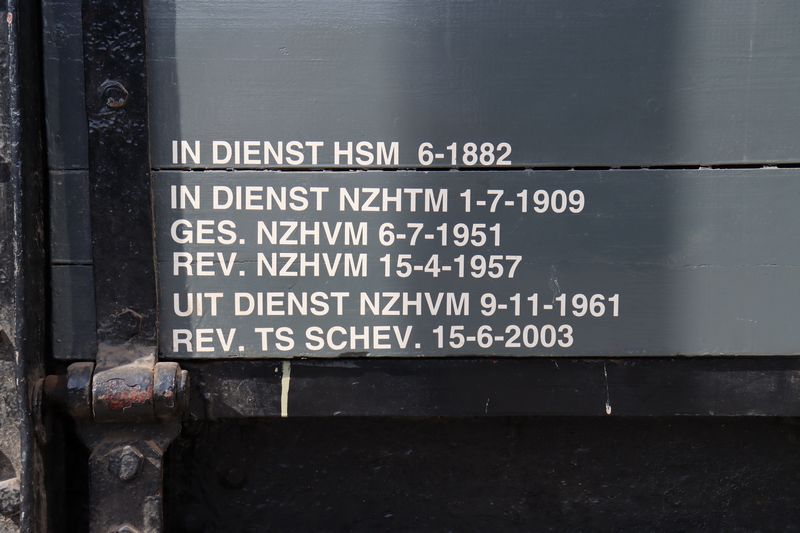 IN DIENST HSM 6-1882
IN DIENST NZHTM 1-7-1909
GES. NZHVM 6-7-1951
REV. NZHVM 15-4-1957
UIT DIENST NZHVM 9-11-1961
REV. TS SCHEV. 15-6-2003